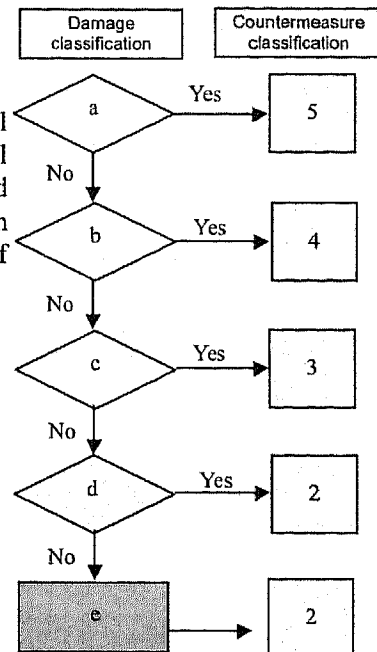 Damage classification
Countermeasure classification
a
Yes
5
l
l
No
d
n
b
Yes
4
f
No
c
Yes
3
No
d
Yes
2
No
e
2